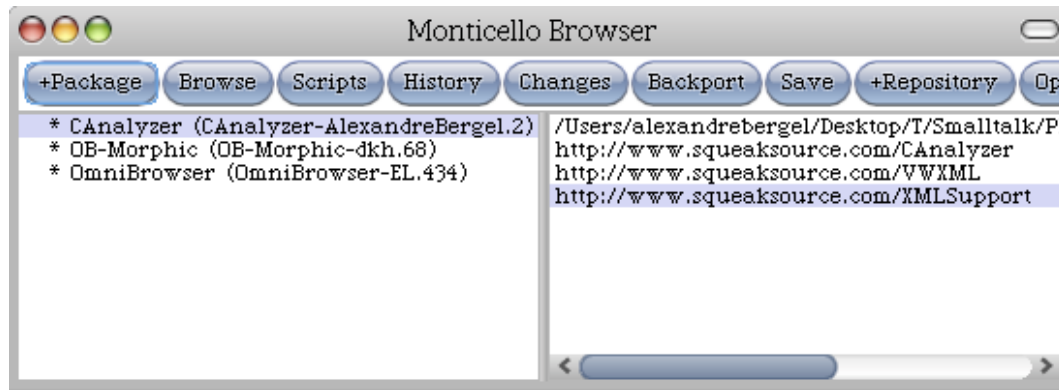 Monticello Browser
+Package Browse Scripts History Changes Backport Save +Repository Op
* CAnalyzer (CAnalyzer-AlexandreBergel.2)
* OB-Morphic (OB-Morphic-dkh.68)
* OmniBrowser (OmniBrowser-EL.434)
/Users/alexandrebergel/Desktop/T/Smalltalk/P
http://www.squeaksource.com/CAnalyzer
http://www.squeaksource.com/VWXML
http://www.squeaksource.com/XMLSupport